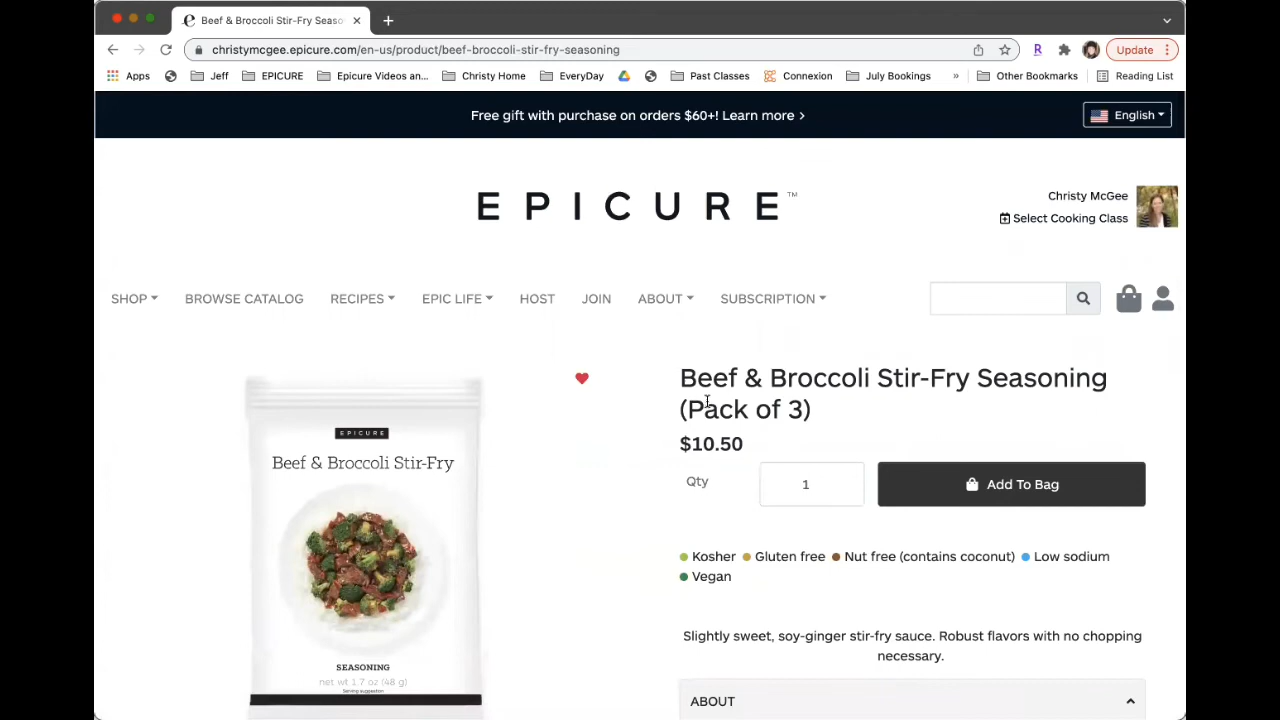 Beef & Broccoli Stir-Fry Seaso
christymgee.epicure.com/en-us/product/beef-broccoli-stir-fry-seasoning
Update
Apps
Jeff
EPICURE
Epicure Videos an...
Christy Home
EveryDay
Past Classes
Connexion
July Bookings
»
Other Bookmarks
Reading List
Free gift with purchase on orders $60+! Learn more >
English
EPICURE™
Christy McGee
Select Cooking Class
SHOP
BROWSE CATALOG
RECIPES
EPIC LIFE
HOST
JOIN
ABOUT
SUBSCRIPTION
Beef & Broccoli Stir-Fry Seasoning
(Pack of 3)
$10.50
Qty
1
Add To Bag
Kosher Gluten free Nut free (contains coconut) Low sodium
Vegan
Slightly sweet, soy-ginger stir-fry sauce. Robust flavors with no chopping
necessary.
ABOUT
EPICURE
Beef & Broccoli Stir-Fry
SEASONING
net wt 1.7 oz (48 g)
Serving suggestion